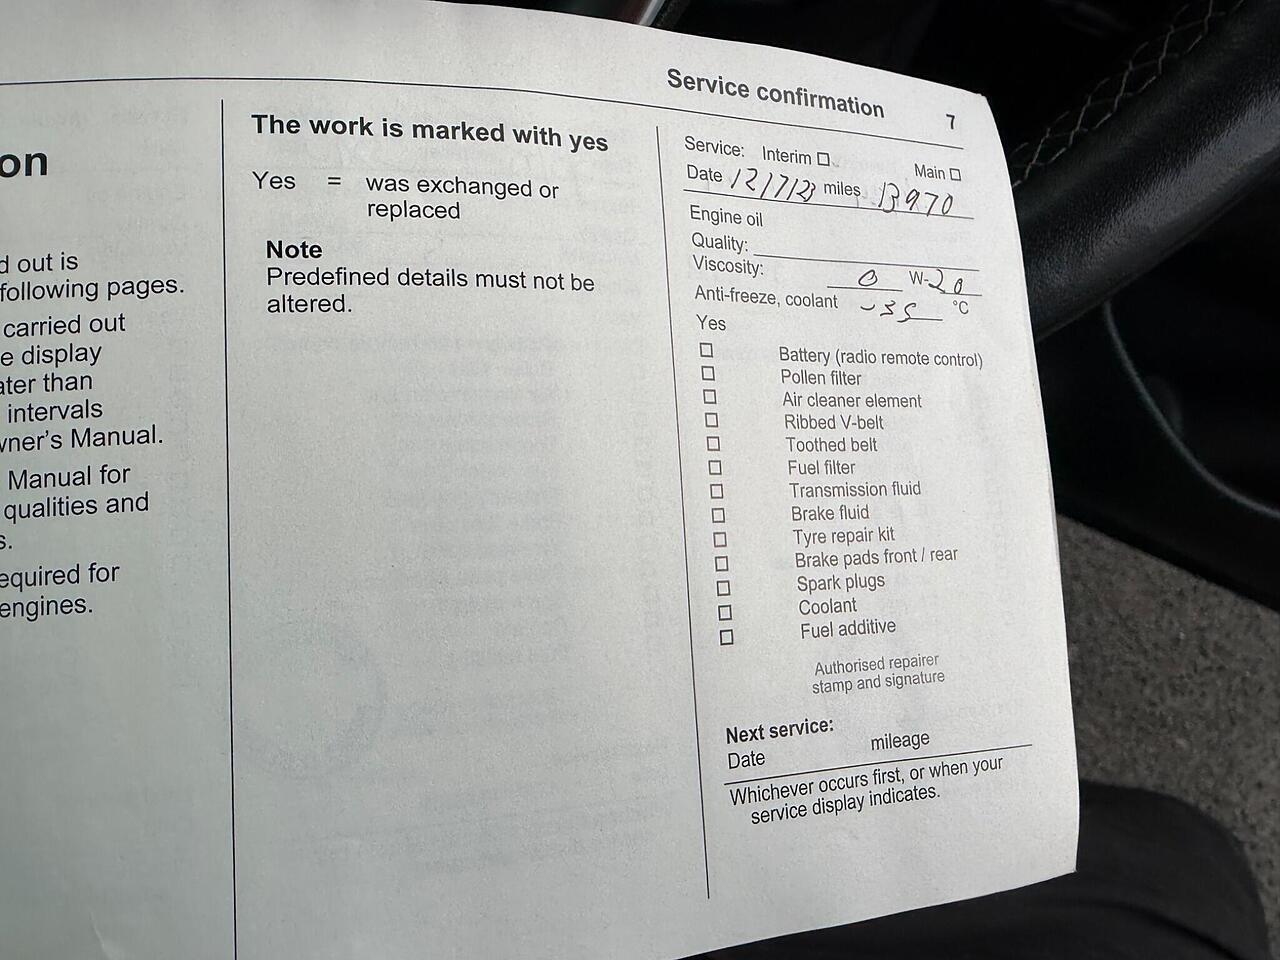 Service confirmation 7
on
d out is
following pages.
carried out
e display
ater than
intervals
wner's Manual.
Manual for
qualities and
s.
equired for
engines.
The work is marked with yes
Yes = was exchanged or
replaced
Note
Predefined details must not be
altered.
Service: Interim □ Main □
Date 12/7/23 miles 13970
Engine oil
Quality:
Viscosity: 0 W-20
Anti-freeze, coolant -35 °C
Yes
□ Battery (radio remote control)
□ Pollen filter
□ Air cleaner element
□ Ribbed V-belt
□ Toothed belt
□ Fuel filter
□ Transmission fluid
□ Brake fluid
□ Tyre repair kit
□ Brake pads front / rear
□ Spark plugs
□ Coolant
□ Fuel additive
Authorised repairer
stamp and signature
Next service:
Date mileage
Whichever occurs first, or when your
service display indicates.